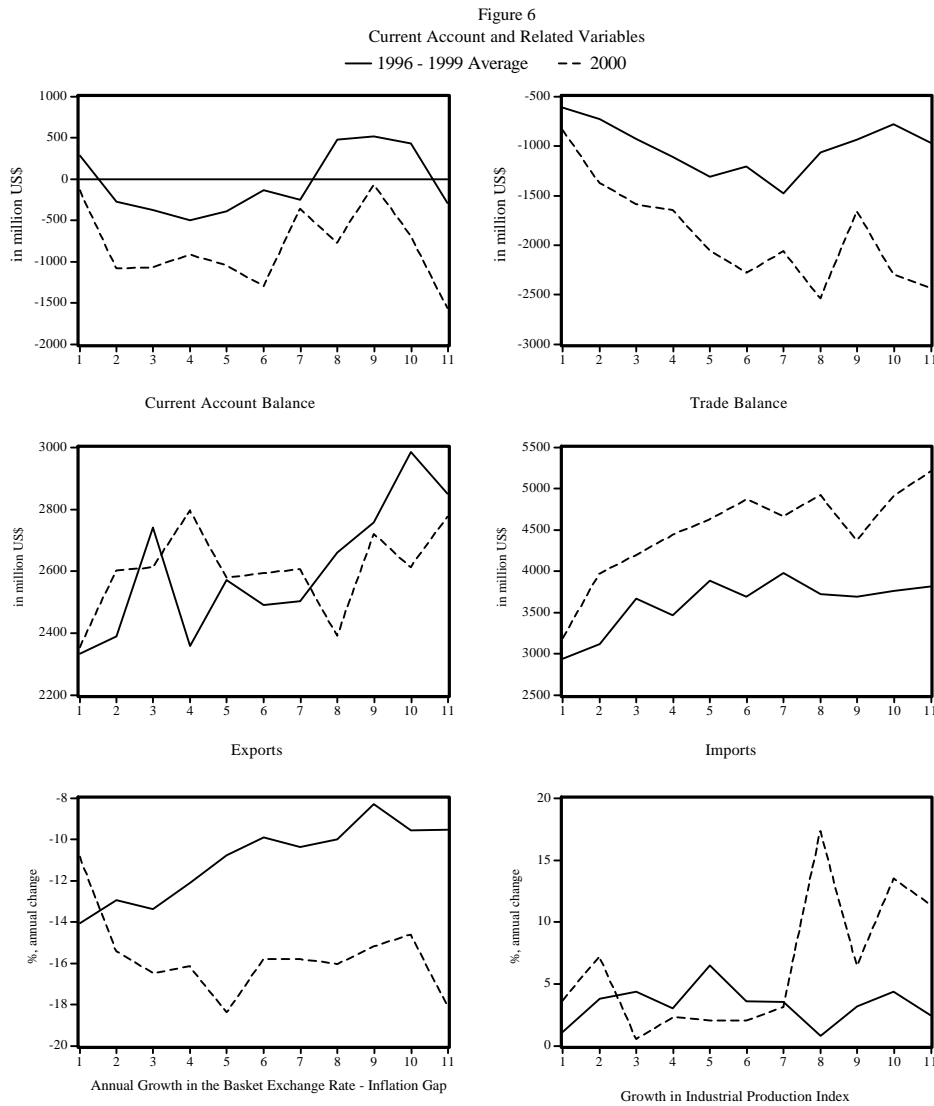 Figure 6
Current Account and Related Variables
1996 - 1999 Average 2000
1000
500
0
-500
-1000
-1500
-2000
in million US$
1 2 3 4 5 6 7 8 9 10 11
Current Account Balance
-500
-1000
-1500
-2000
-2500
-3000
in million US$
1 2 3 4 5 6 7 8 9 10 11
Trade Balance
3000
2800
2600
2400
2200
in million US$
1 2 3 4 5 6 7 8 9 10 11
Exports
5500
5000
4500
4000
3500
3000
2500
in million US$
1 2 3 4 5 6 7 8 9 10 11
Imports
-8
-10
-12
-14
-16
-18
-20
%, annual change
1 2 3 4 5 6 7 8 9 10 11
Annual Growth in the Basket Exchange Rate - Inflation Gap
20
15
10
5
0
%, annual change
1 2 3 4 5 6 7 8 9 10 11
Growth in Industrial Production Index